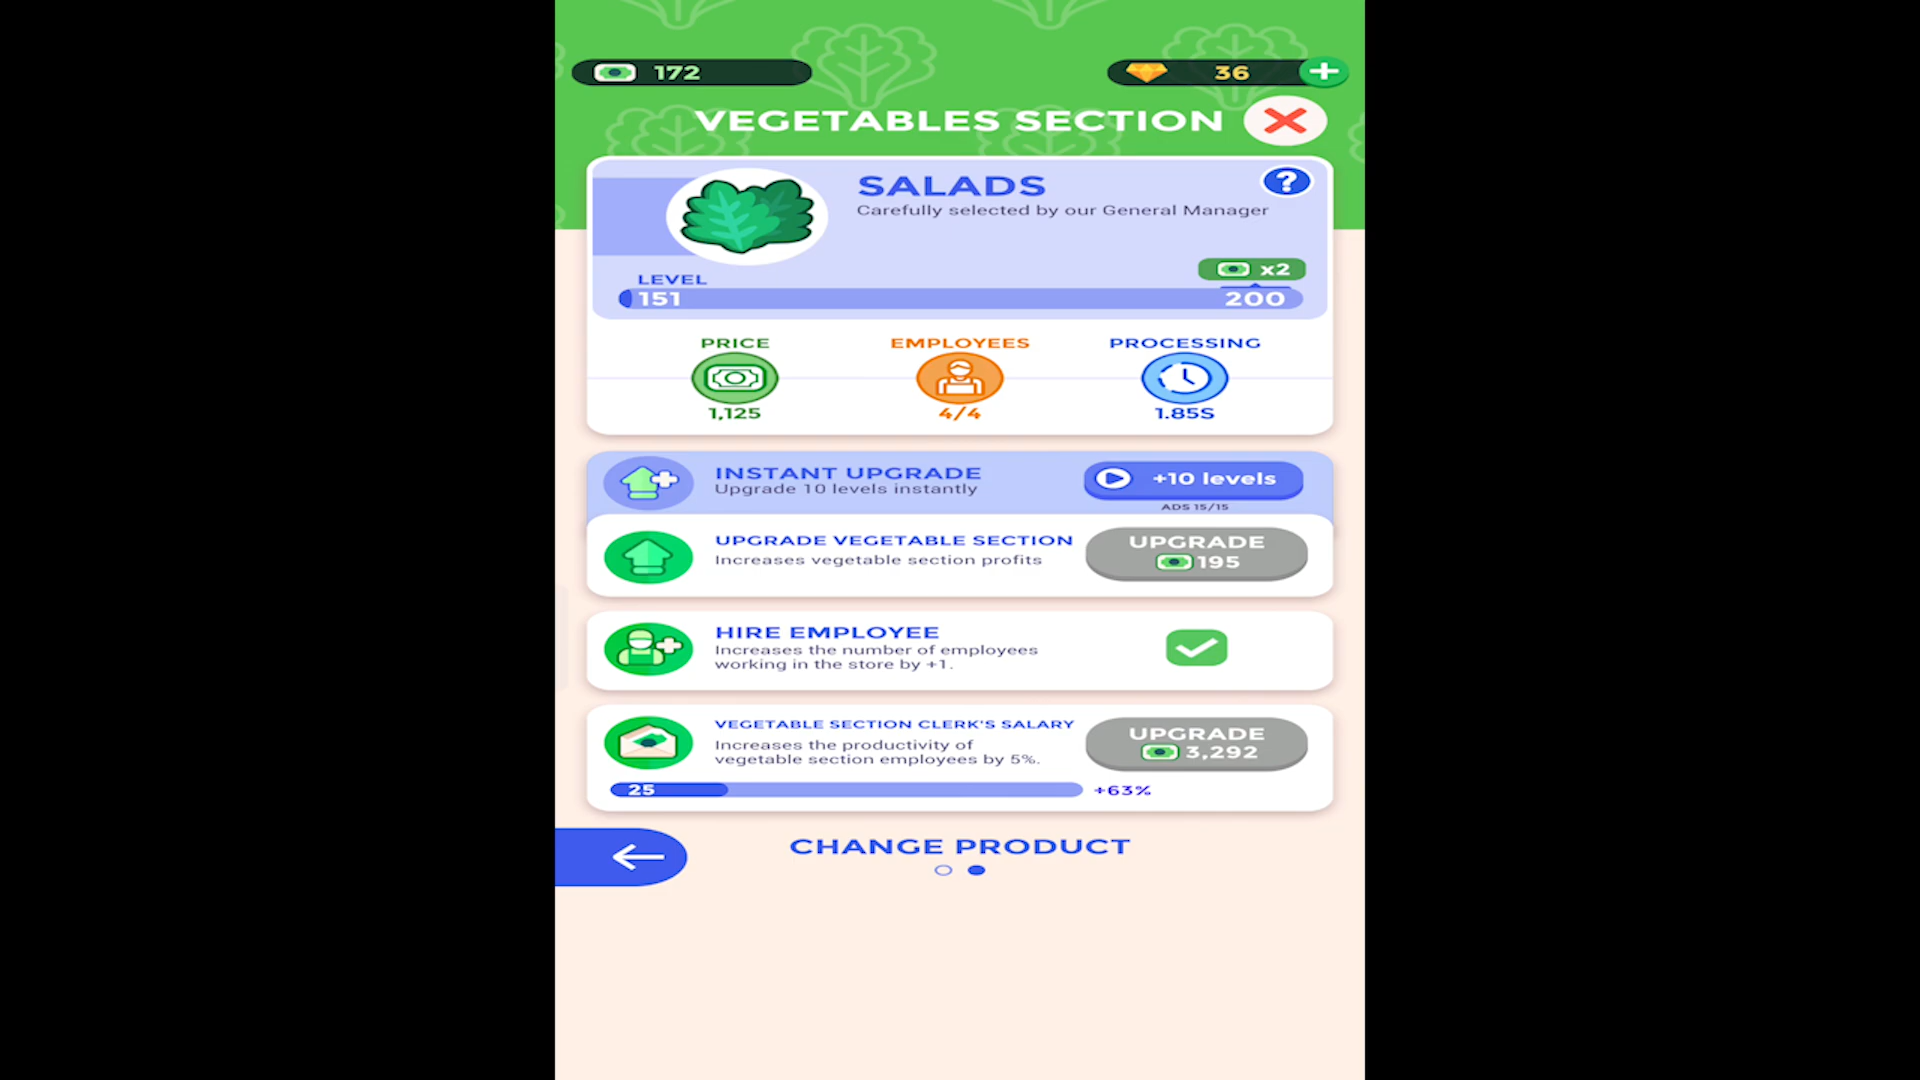 172
36
VEGETABLES SECTION
SALADS
?
Carefully selected by our General Manager
x2
LEVEL
151
200
PRICE
EMPLOYEES
PROCESSING
1,125
4/4
1.85S
INSTANT UPGRADE
Upgrade 10 levels instantly
+10 levels
ADS 15/15
UPGRADE VEGETABLE SECTION
Increases vegetable section profits
UPGRADE
195
HIRE EMPLOYEE
Increases the number of employees
working in the store by +1.
VEGETABLE SECTION CLERK'S SALARY
Increases the productivity of
vegetable section employees by 5%.
UPGRADE
3,292
25
+63%
CHANGE PRODUCT